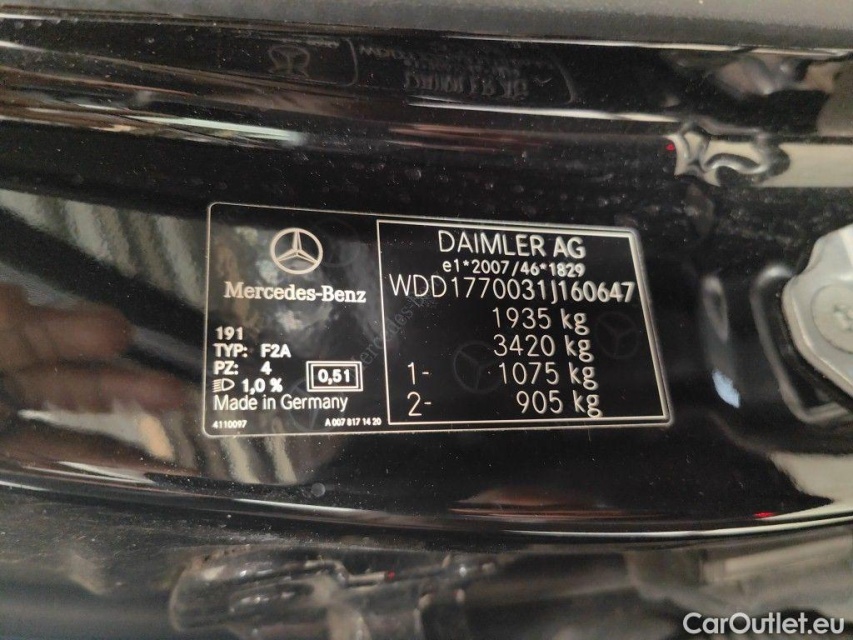 Mercedes-Benz
191
TYP: F2A
PZ: 4
1,0 %
0,51
Made in Germany
4110097
A 007 817 14 20
DAIMLER AG
e1*2007/46*1829
WDD1770031J160647
1935 kg
3420 kg
1- 1075 kg
2- 905 kg
CarOutlet.eu